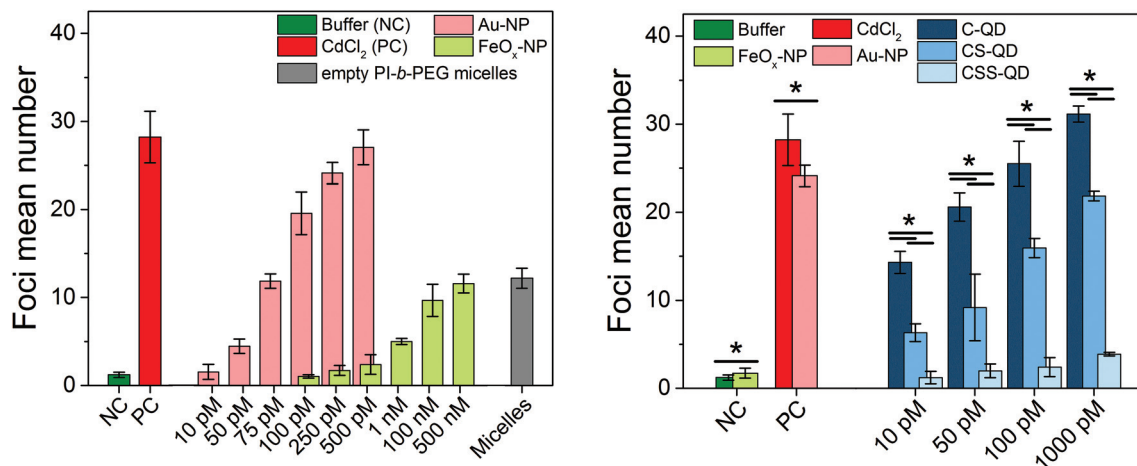 Buffer (NC) Au-NP
CdCl₂ (PC) FeOₓ-NP
empty PI-b-PEG micelles
Foci mean number
40
30
20
10
0
NC PC 10 pM 50 pM 75 pM 100 pM 250 pM 500 pM 1 nM 100 nM 500 nM Micelles
Buffer CdCl₂ C-QD
FeOₓ-NP Au-NP CS-QD
CSS-QD
Foci mean number
40
30
20
10
0
* * * * * *
NC PC 10 pM 50 pM 100 pM 1000 pM